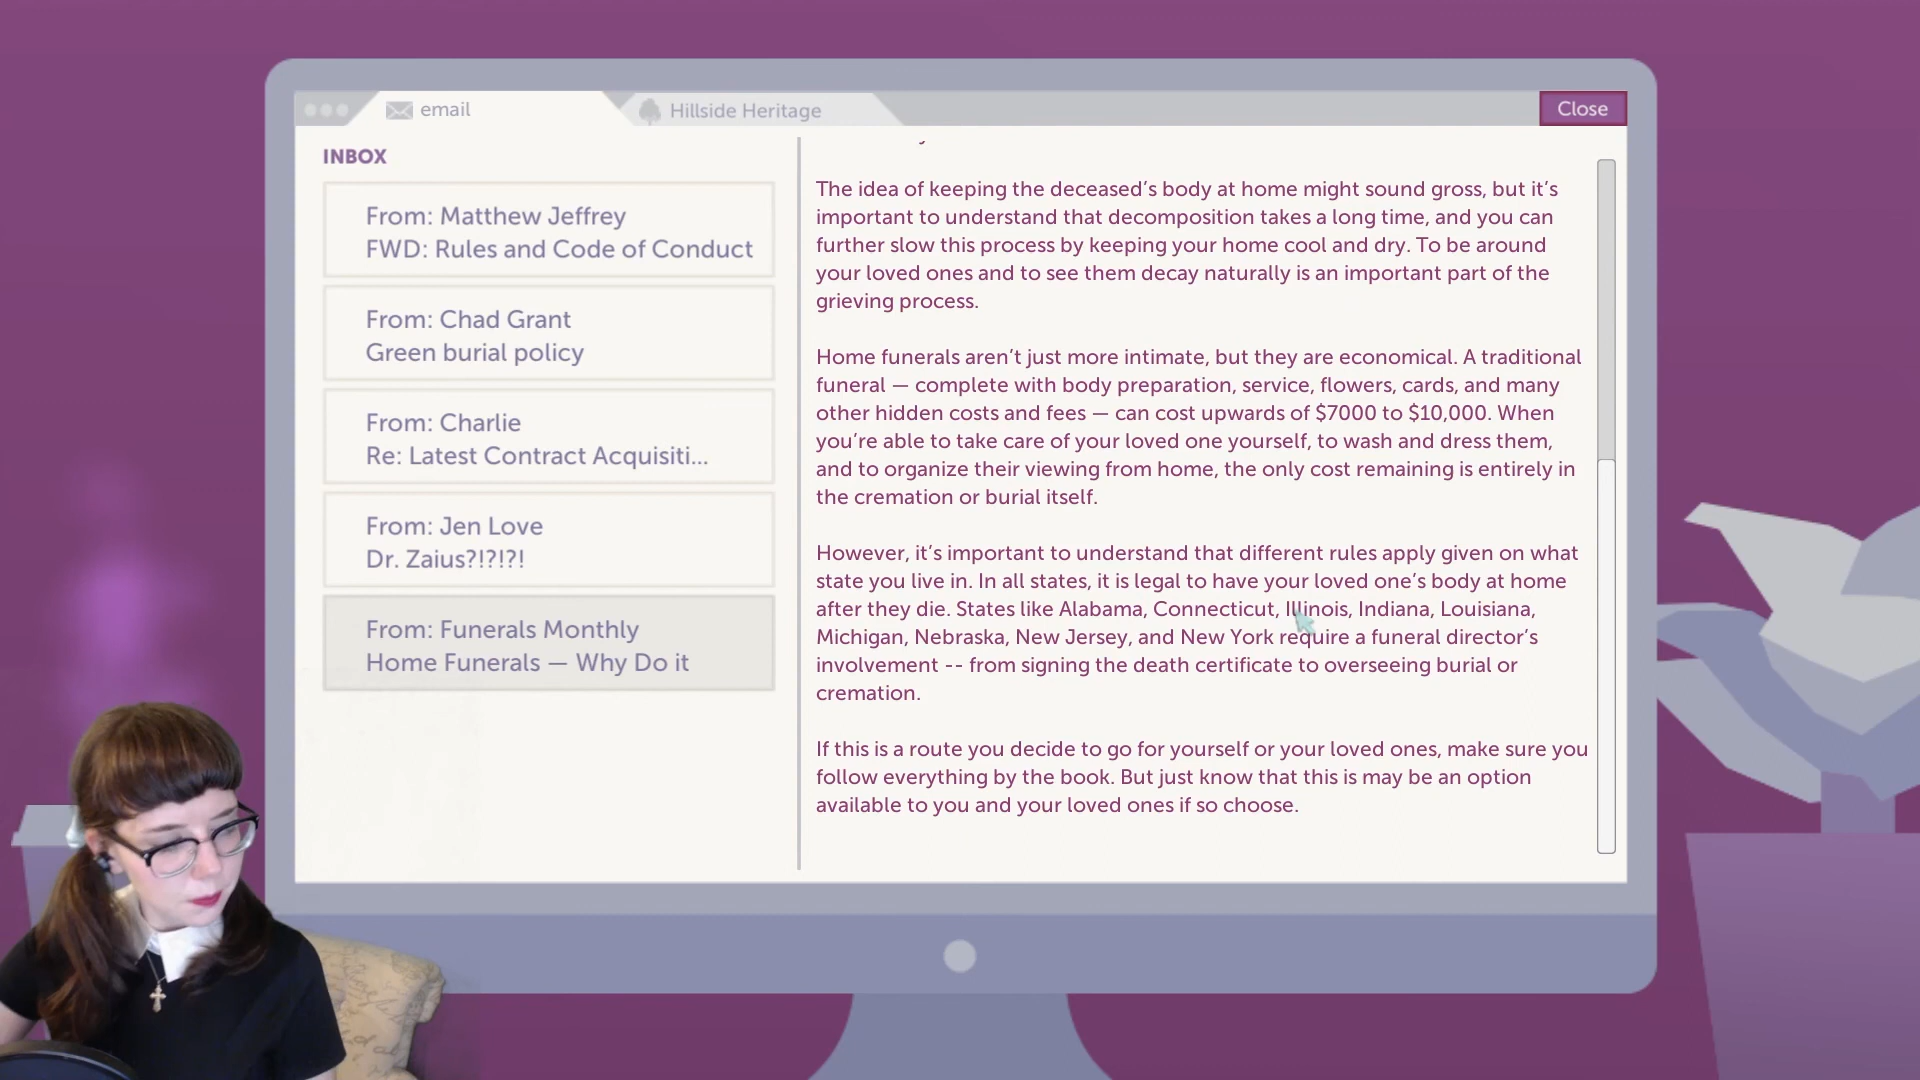 email
Hillside Heritage
Close
INBOX
From: Matthew Jeffrey
FWD: Rules and Code of Conduct
From: Chad Grant
Green burial policy
From: Charlie
Re: Latest Contract Acquisiti...
From: Jen Love
Dr. Zaius?!?!?!
From: Funerals Monthly
Home Funerals — Why Do it
The idea of keeping the deceased’s body at home might sound gross, but it’s
important to understand that decomposition takes a long time, and you can
further slow this process by keeping your home cool and dry. To be around
your loved ones and to see them decay naturally is an important part of the
grieving process.
Home funerals aren’t just more intimate, but they are economical. A traditional
funeral — complete with body preparation, service, flowers, cards, and many
other hidden costs and fees — can cost upwards of $7000 to $10,000. When
you’re able to take care of your loved one yourself, to wash and dress them,
and to organize their viewing from home, the only cost remaining is entirely in
the cremation or burial itself.
However, it’s important to understand that different rules apply given on what
state you live in. In all states, it is legal to have your loved one’s body at home
after they die. States like Alabama, Connecticut, Illinois, Indiana, Louisiana,
Michigan, Nebraska, New Jersey, and New York require a funeral director’s
involvement -- from signing the death certificate to overseeing burial or
cremation.
If this is a route you decide to go for yourself or your loved ones, make sure you
follow everything by the book. But just know that this is may be an option
available to you and your loved ones if so choose.